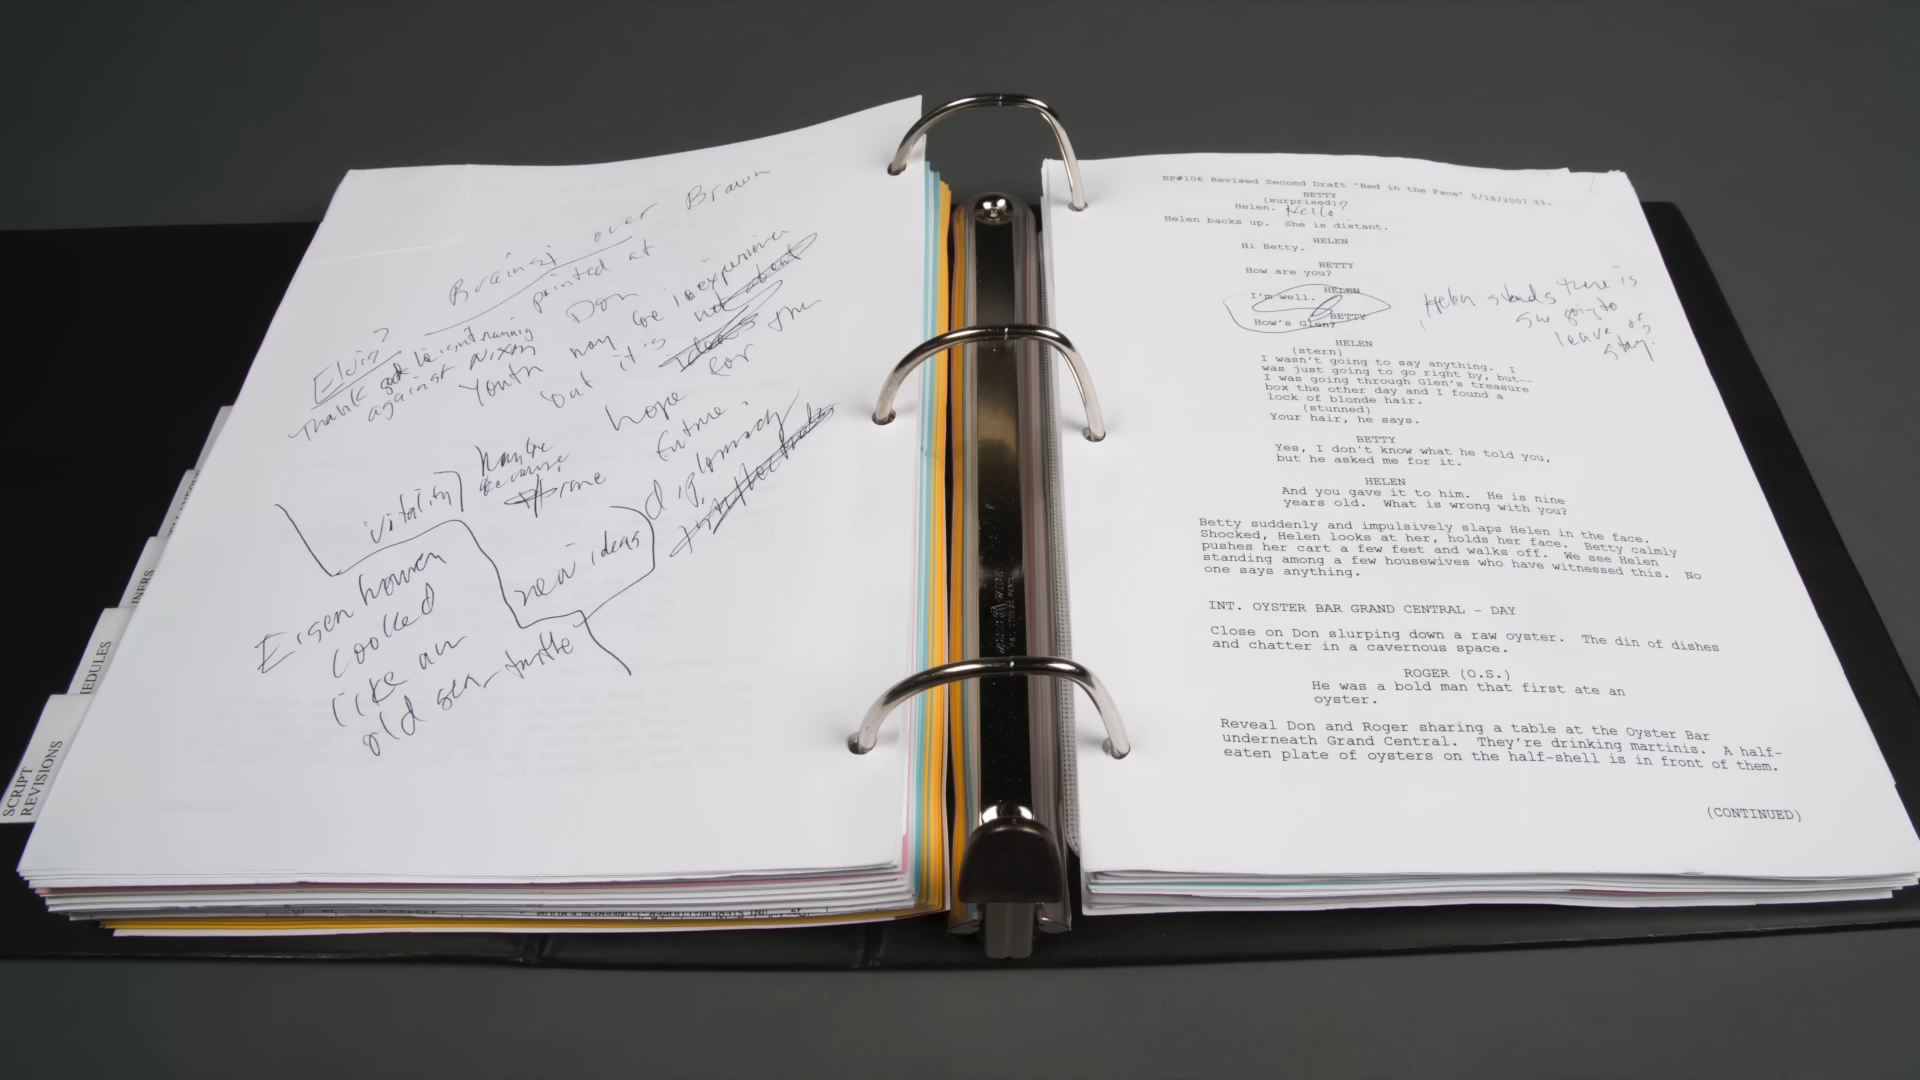 Brains over Brawn
printed at
Elvis?
Thank god he isn't running
against Nixon
Don
Youth may be inexperience
but it's not about
Ideas
hope for the
future.
vitality
maybe
because
new ideas
diplomacy
Eisenhower
looked
like an
old sea turtle
INERS
EDULES
SCRIPT
REVISIONS
EP#106 Revised Second Draft "Red in the Face" 5/18/2007 33.
BETTY
(surprised)?
Helen. Hello
Helen backs up. She is distant.
HELEN
Hi Betty.
BETTY
How are you?
HELEN
I'm well.
BETTY
How's Glen?
Helen stands there is
she going to
leave or
stay.
HELEN
(stern)
I wasn't going to say anything. I
was just going to go right by, but--
I was going through Glen's treasure
box the other day and I found a
lock of blonde hair.
(stunned)
Your hair, he says.
BETTY
Yes, I don't know what he told you,
but he asked me for it.
HELEN
And you gave it to him. He is nine
years old. What is wrong with you?
Betty suddenly and impulsively slaps Helen in the face.
Shocked, Helen looks at her, holds her face. Betty calmly
pushes her cart a few feet and walks off. We see Helen
standing among a few housewives who have witnessed this. No
one says anything.
INT. OYSTER BAR GRAND CENTRAL - DAY
Close on Don slurping down a raw oyster. The din of dishes
and chatter in a cavernous space.
ROGER (O.S.)
He was a bold man that first ate an
oyster.
Reveal Don and Roger sharing a table at the Oyster Bar
underneath Grand Central. They're drinking martinis. A half-
eaten plate of oysters on the half-shell is in front of them.
(CONTINUED)